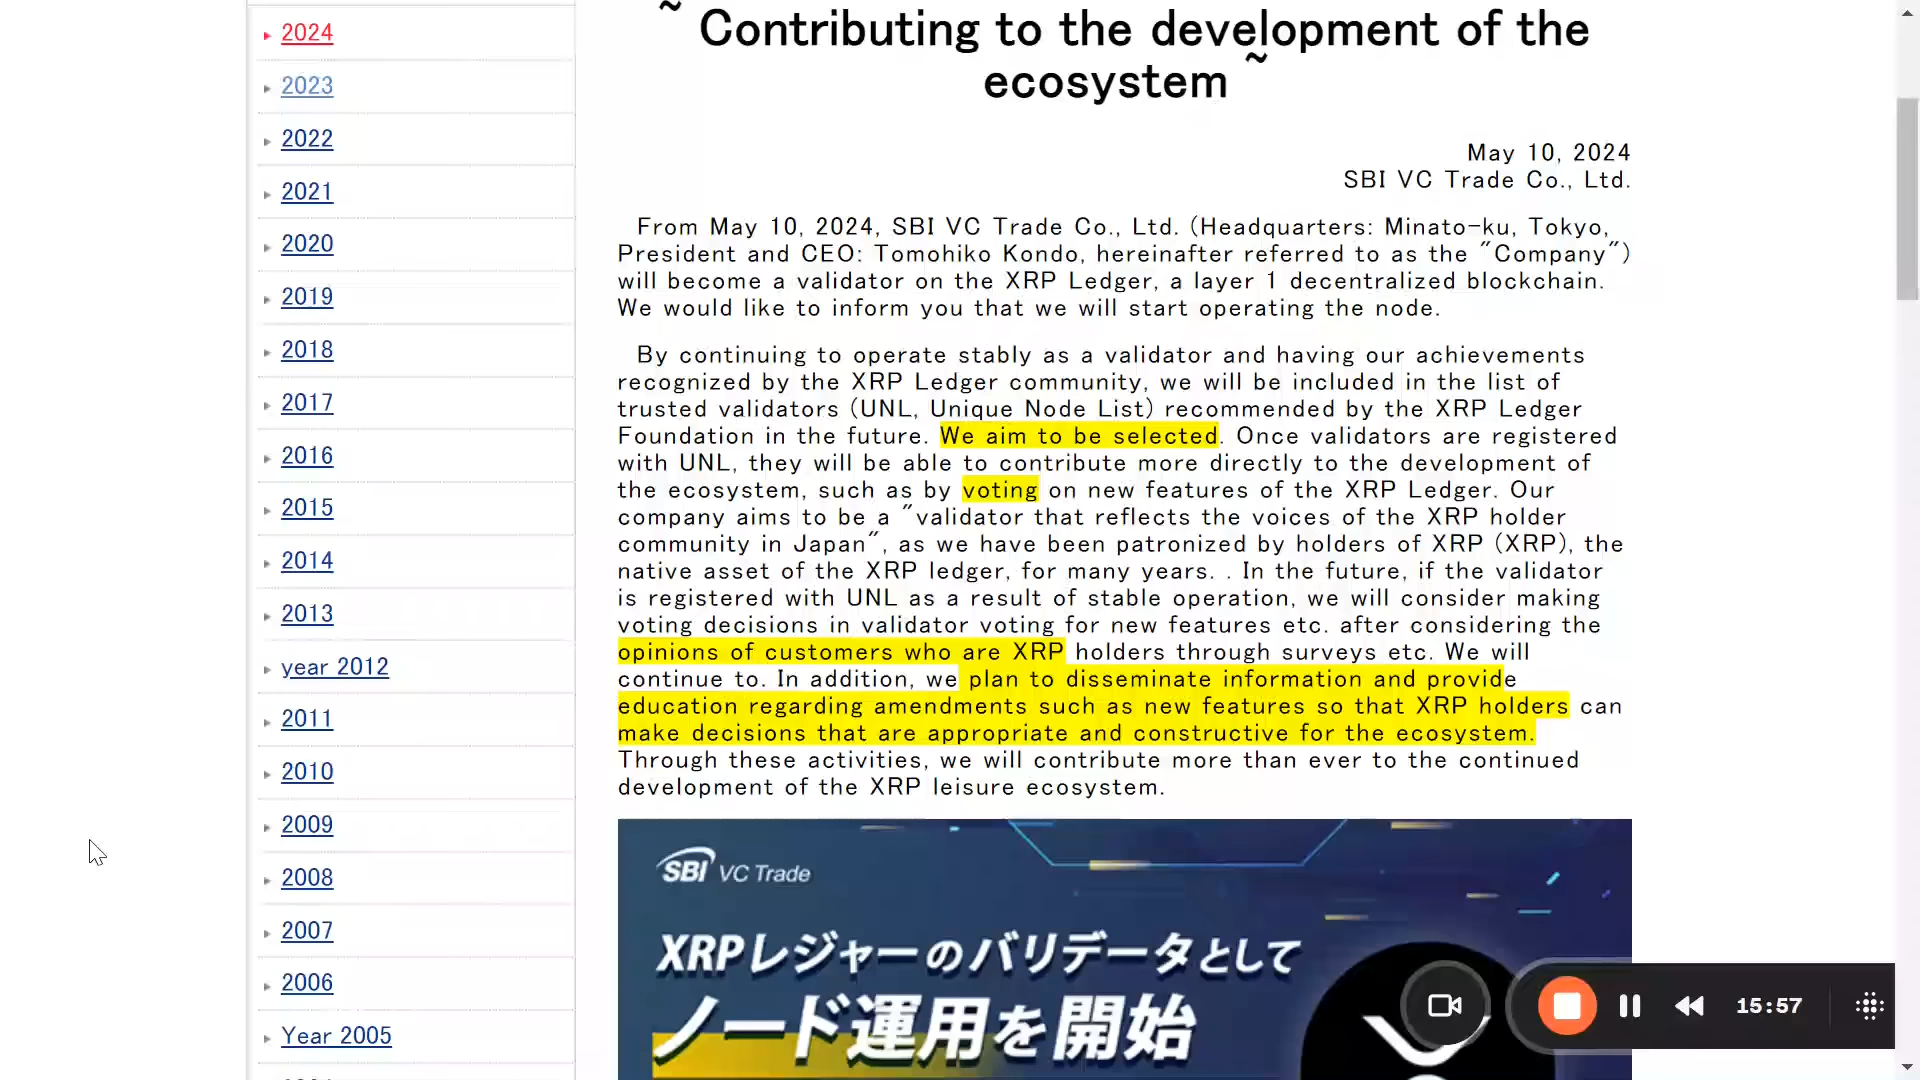 2024
2023
2022
2021
2020
2019
2018
2017
2016
2015
2014
2013
year 2012
2011
2010
2009
2008
2007
2006
Year 2005
~ Contributing to the development of the
ecosystem ~
May 10, 2024
SBI VC Trade Co., Ltd.
From May 10, 2024, SBI VC Trade Co., Ltd. (Headquarters: Minato-ku, Tokyo,
President and CEO: Tomohiko Kondo, hereinafter referred to as the "Company")
will become a validator on the XRP Ledger, a layer 1 decentralized blockchain.
We would like to inform you that we will start operating the node.
By continuing to operate stably as a validator and having our achievements
recognized by the XRP Ledger community, we will be included in the list of
trusted validators (UNL, Unique Node List) recommended by the XRP Ledger
Foundation in the future. We aim to be selected. Once validators are registered
with UNL, they will be able to contribute more directly to the development of
the ecosystem, such as by voting on new features of the XRP Ledger. Our
company aims to be a "validator that reflects the voices of the XRP holder
community in Japan", as we have been patronized by holders of XRP (XRP), the
native asset of the XRP ledger, for many years. . In the future, if the validator
is registered with UNL as a result of stable operation, we will consider making
voting decisions in validator voting for new features etc. after considering the
opinions of customers who are XRP holders through surveys etc. We will
continue to. In addition, we plan to disseminate information and provide
education regarding amendments such as new features so that XRP holders can
make decisions that are appropriate and constructive for the ecosystem.
Through these activities, we will contribute more than ever to the continued
development of the XRP leisure ecosystem.
SBI VC Trade
XRPレジャーのバリデータとして
ノード運用を開始
15:57